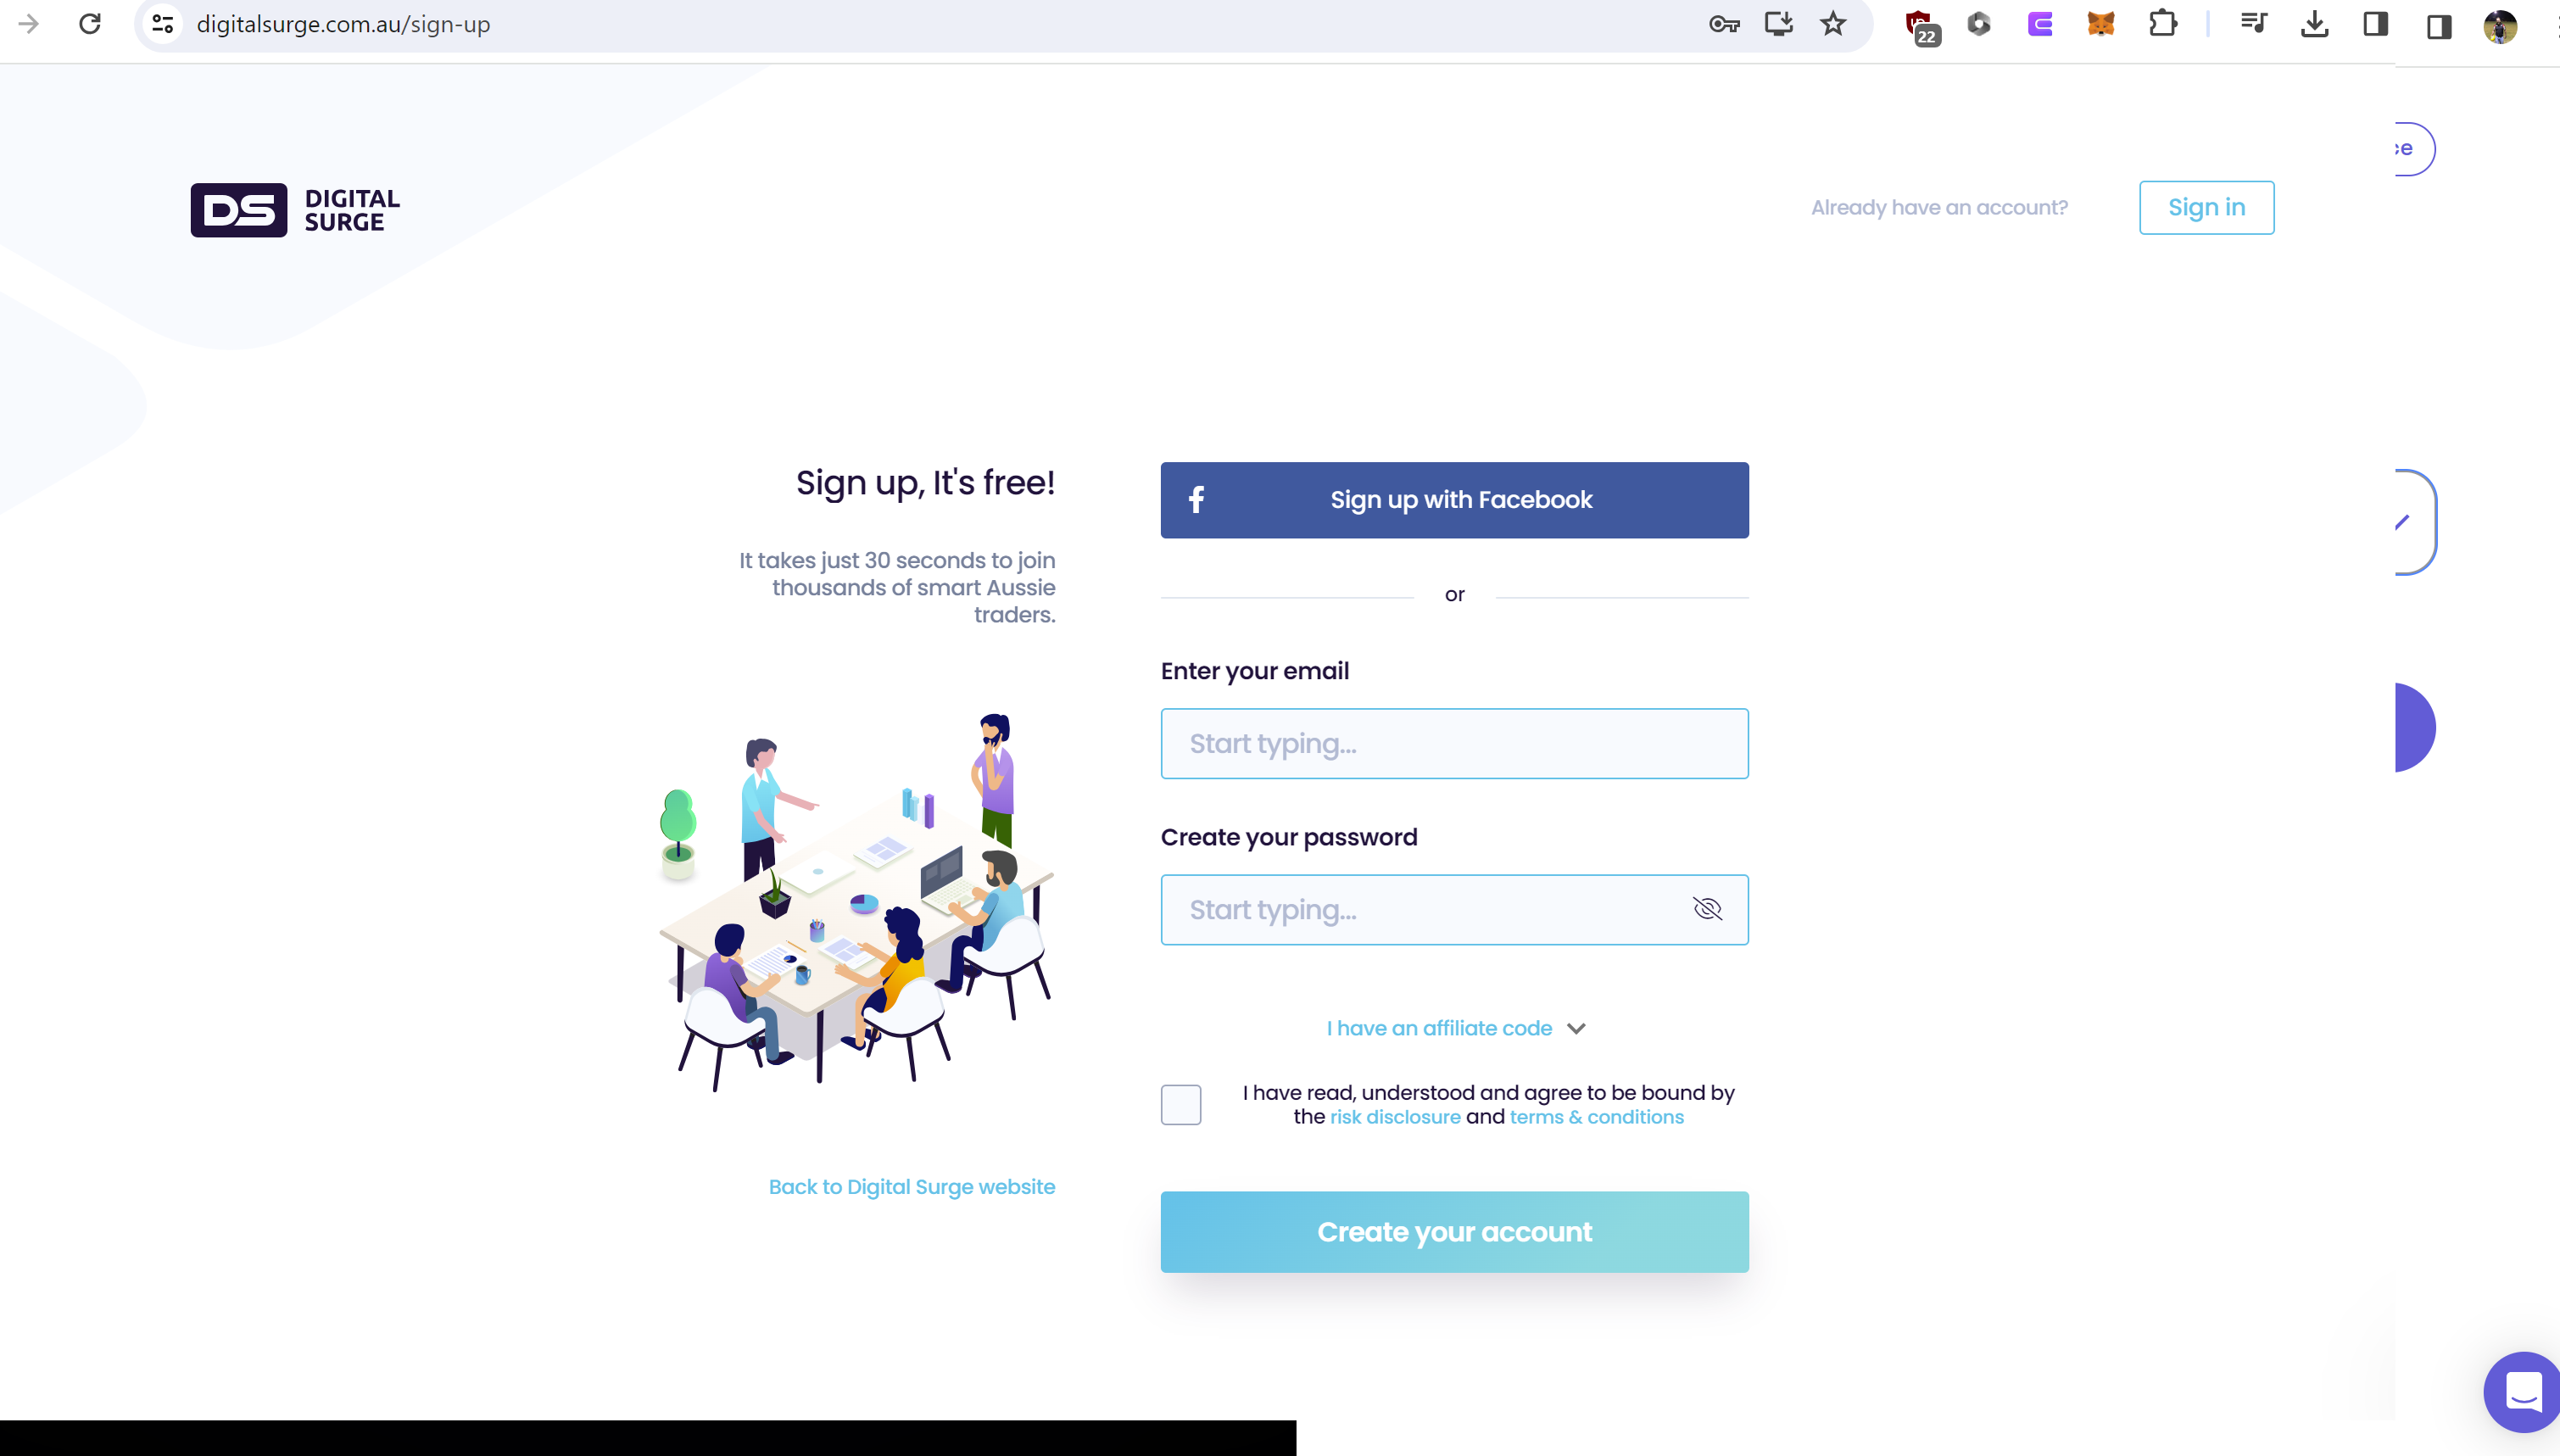 digitalsurge.com.au/sign-up
22
ce
DS DIGITAL
SURGE
Already have an account?
Sign in
Sign up, It's free!
It takes just 30 seconds to join
thousands of smart Aussie
traders.
Back to Digital Surge website
Sign up with Facebook
or
Enter your email
Start typing...
Create your password
Start typing...
I have an affiliate code
I have read, understood and agree to be bound by
the risk disclosure and terms & conditions
Create your account